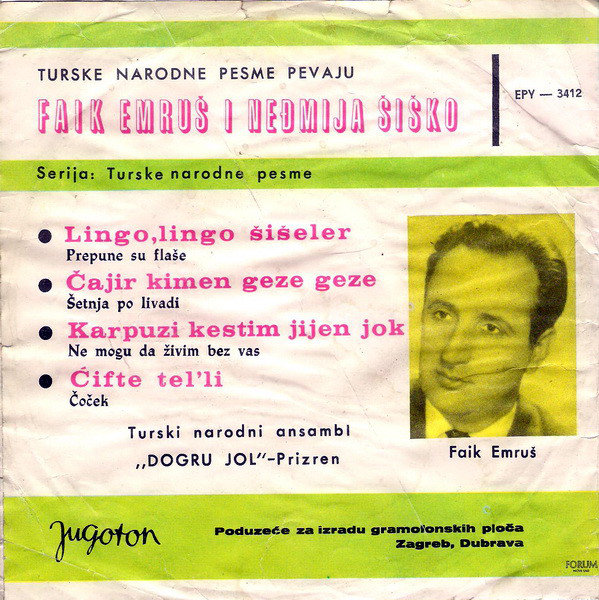 TURSKE NARODNE PESME PEVAJU
FAIK EMRUŠ I NEĐMIJA ŠIŠKO
EPY — 3412
Serija: Turske narodne pesme
● Lingo,lingo šišeler
Prepune su flaše
● Čajir kimen geze geze
Šetnja po livadi
● Karpuzi kestim jijen jok
Ne mogu da živim bez vas
● Ćifte tel'li
Čoček
Turski narodni ansambl
„DOGRU JOL"–Prizren
Faik Emruš
Jugoton
Poduzeće za izradu gramofonskih ploča
Zagreb, Dubrava
FORUM